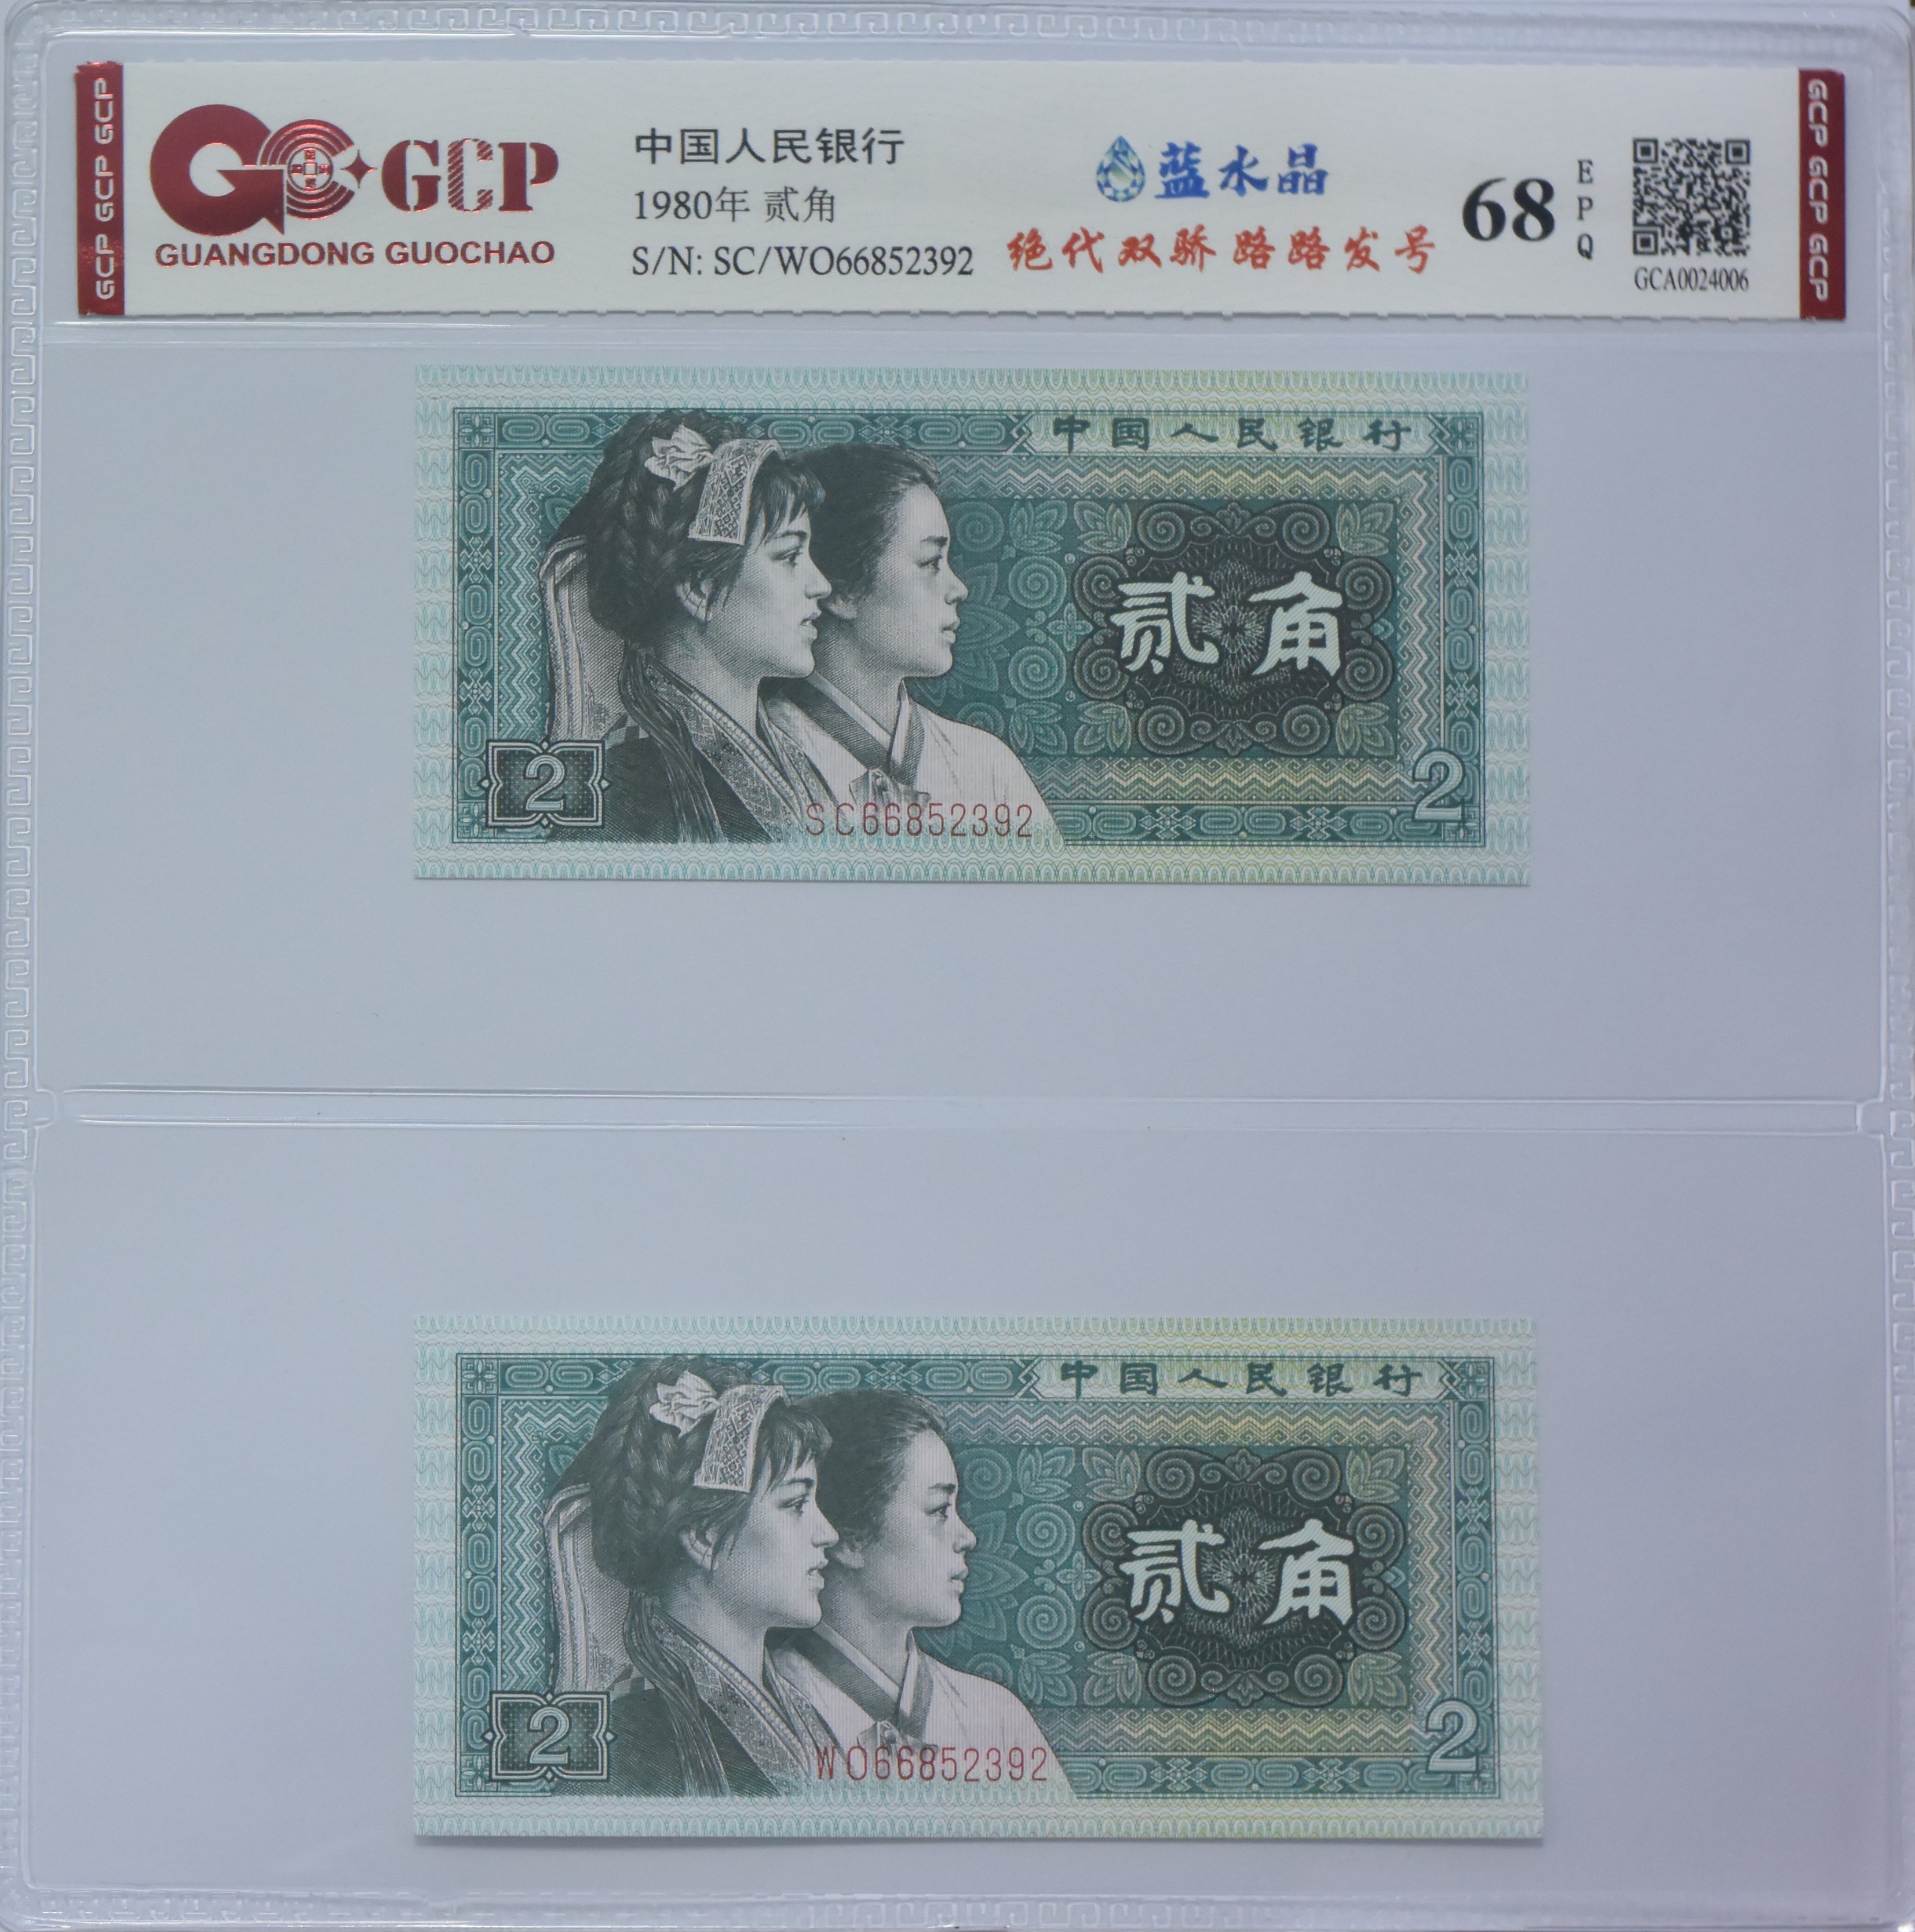 GCP GCP GCP
GCP
GUANGDONG GUOCHAO
中国人民银行
1980年 贰角
S/N: SC/WO66852392
蓝水晶
绝代双骄 路路发号
68
E
P
Q
GCA0024006
GCP GCP GCP
中国人民银行
贰角
2
2
SC66852392
中国人民银行
贰角
2
2
WO66852392